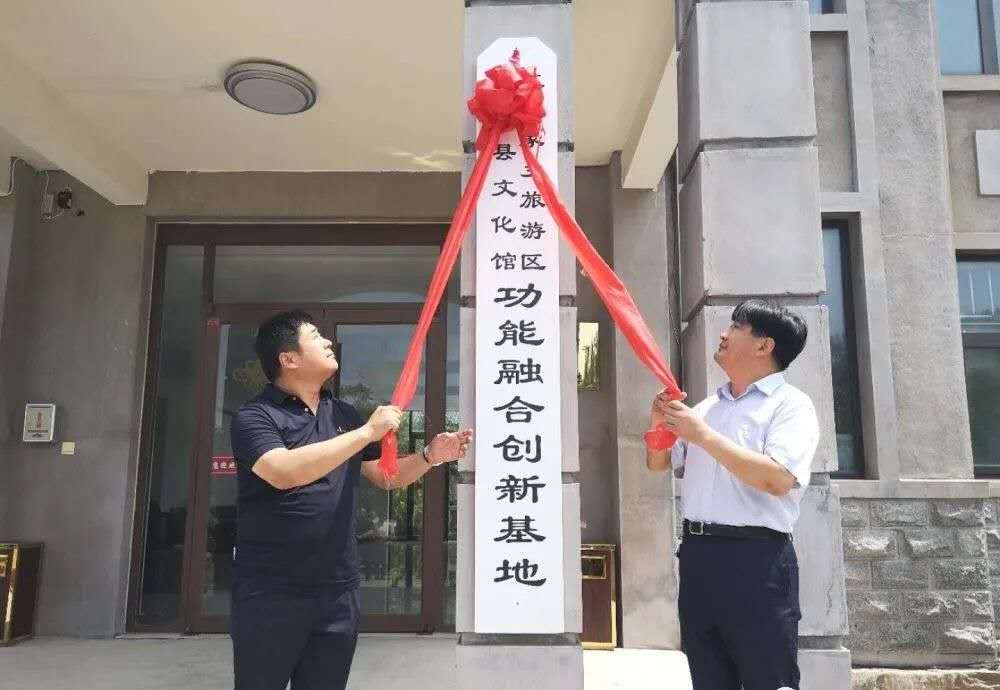 旅游区
县文化馆
功能融合创新基地